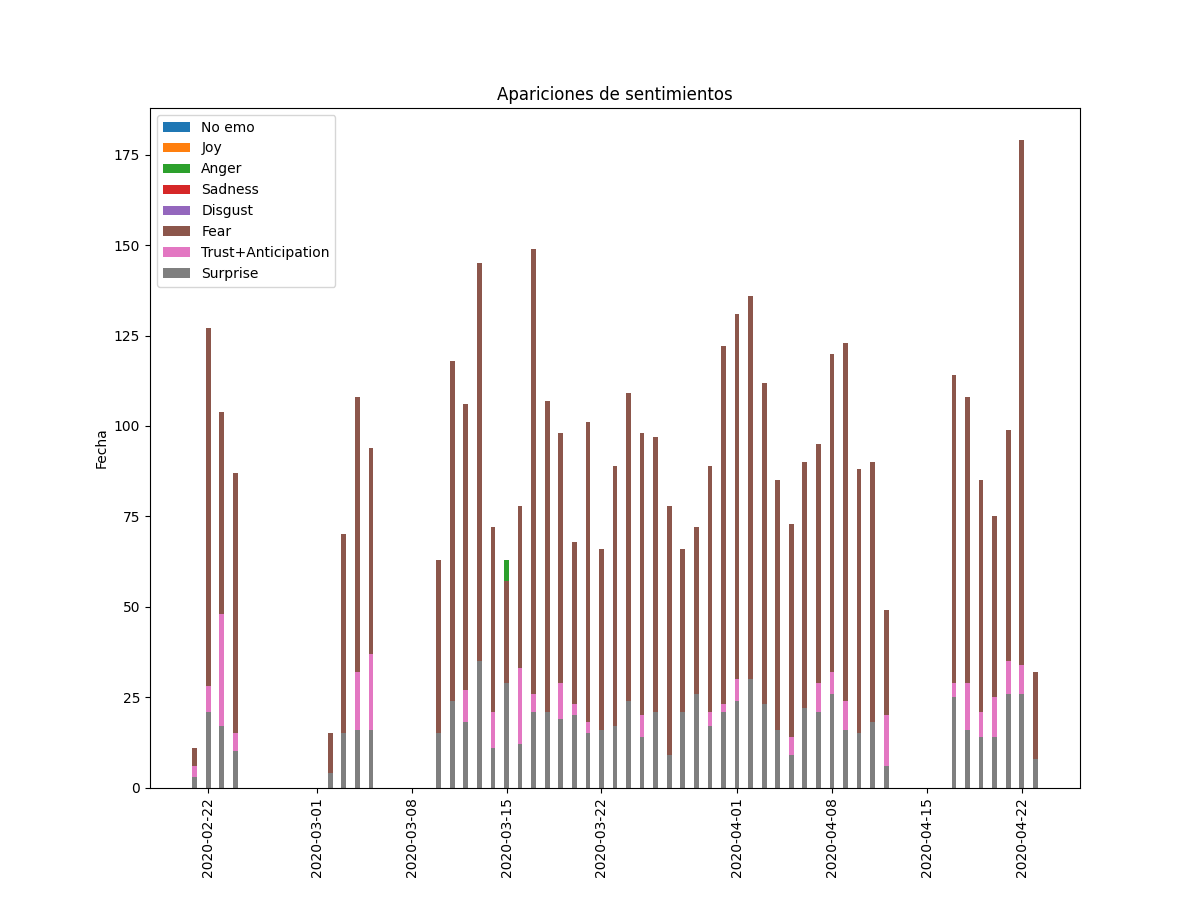 Apariciones de sentimientos
No emo
Joy
Anger
Sadness
Disgust
Fear
Trust+Anticipation
Surprise
175
150
125
100
75
50
25
0
Fecha
2020-02-22
2020-03-01
2020-03-08
2020-03-15
2020-03-22
2020-04-01
2020-04-08
2020-04-15
2020-04-22